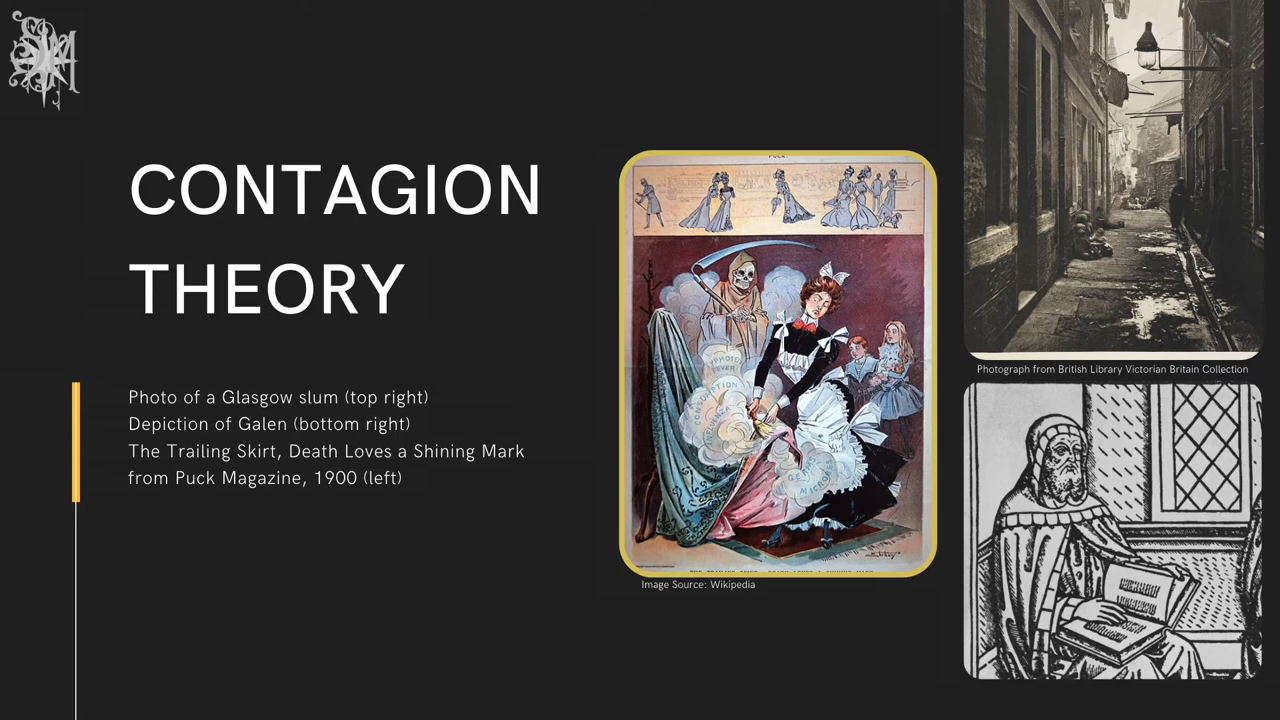 CONTAGION
THEORY
Photo of a Glasgow slum (top right)
Depiction of Galen (bottom right)
The Trailing Skirt, Death Loves a Shining Mark
from Puck Magazine, 1900 (left)
PUCK.
TYPHOID
FEVER
CONSUMPTION
INFLUENZA
GERMS
Image Source: Wikipedia
Photograph from British Library Victorian Britain Collection